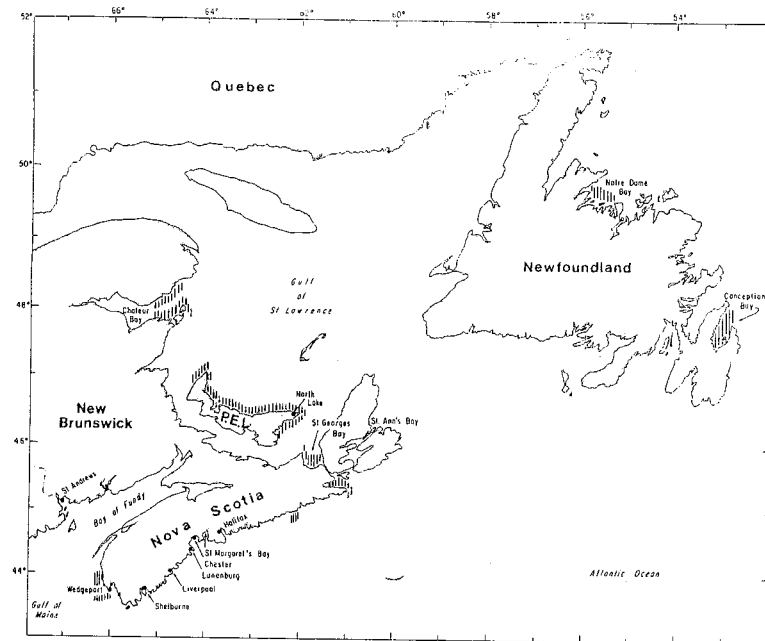 66° 64° 62° 60° 58° 56° 54°
52°
Quebec
50°
Notre Dame
Bay
Gulf
of
St Lawrence
Newfoundland
48°
Chaleur
Bay
Conception
Bay
North
Lake
New
Brunswick
P.E.I.
St Georges
Bay
St. Ann's Bay
46°
St Andrews
Bay of Fundy
Nova Scotia
Halifax
St Margaret's Bay
Chester
Lunenburg
44°
Wedgeport
Liverpool
Shelburne
Gulf of
Maine
Atlantic Ocean